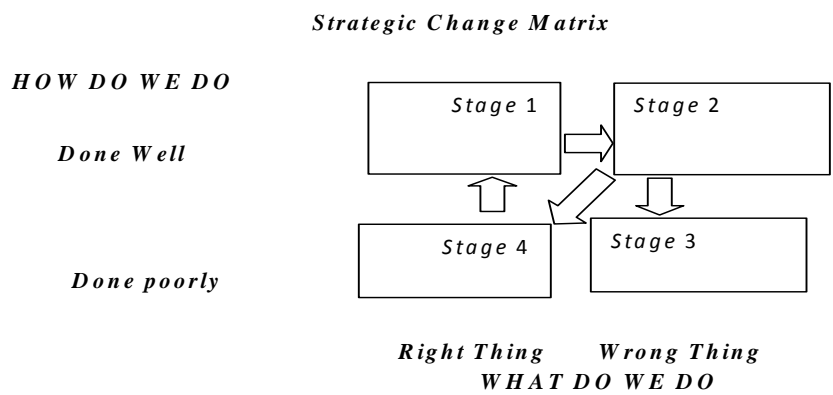 Strategic Change Matrix
HOW DO WE DO
Stage 1
Stage 2
Done Well
Stage 4
Stage 3
Done poorly
Right Thing
Wrong Thing
WHAT DO WE DO